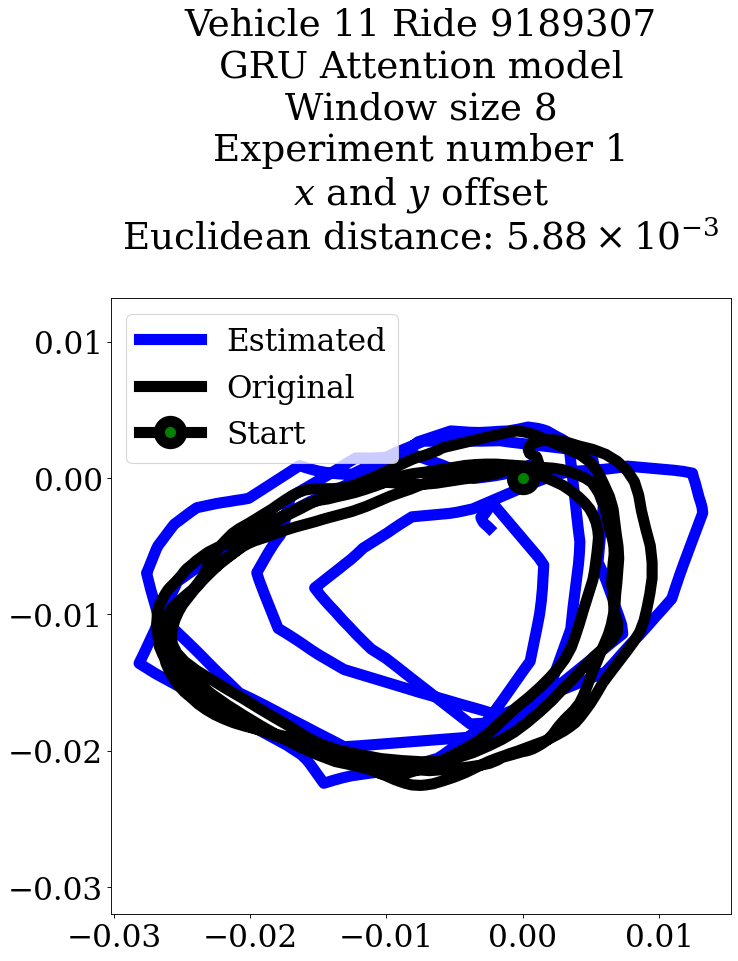 Vehicle 11 Ride 9189307
GRU Attention model
Window size 8
Experiment number 1
x and y offset
Euclidean distance: 5.88 × 10⁻³
Estimated
Original
Start
0.01
0.00
−0.01
−0.02
−0.03
−0.03 −0.02 −0.01 0.00 0.01